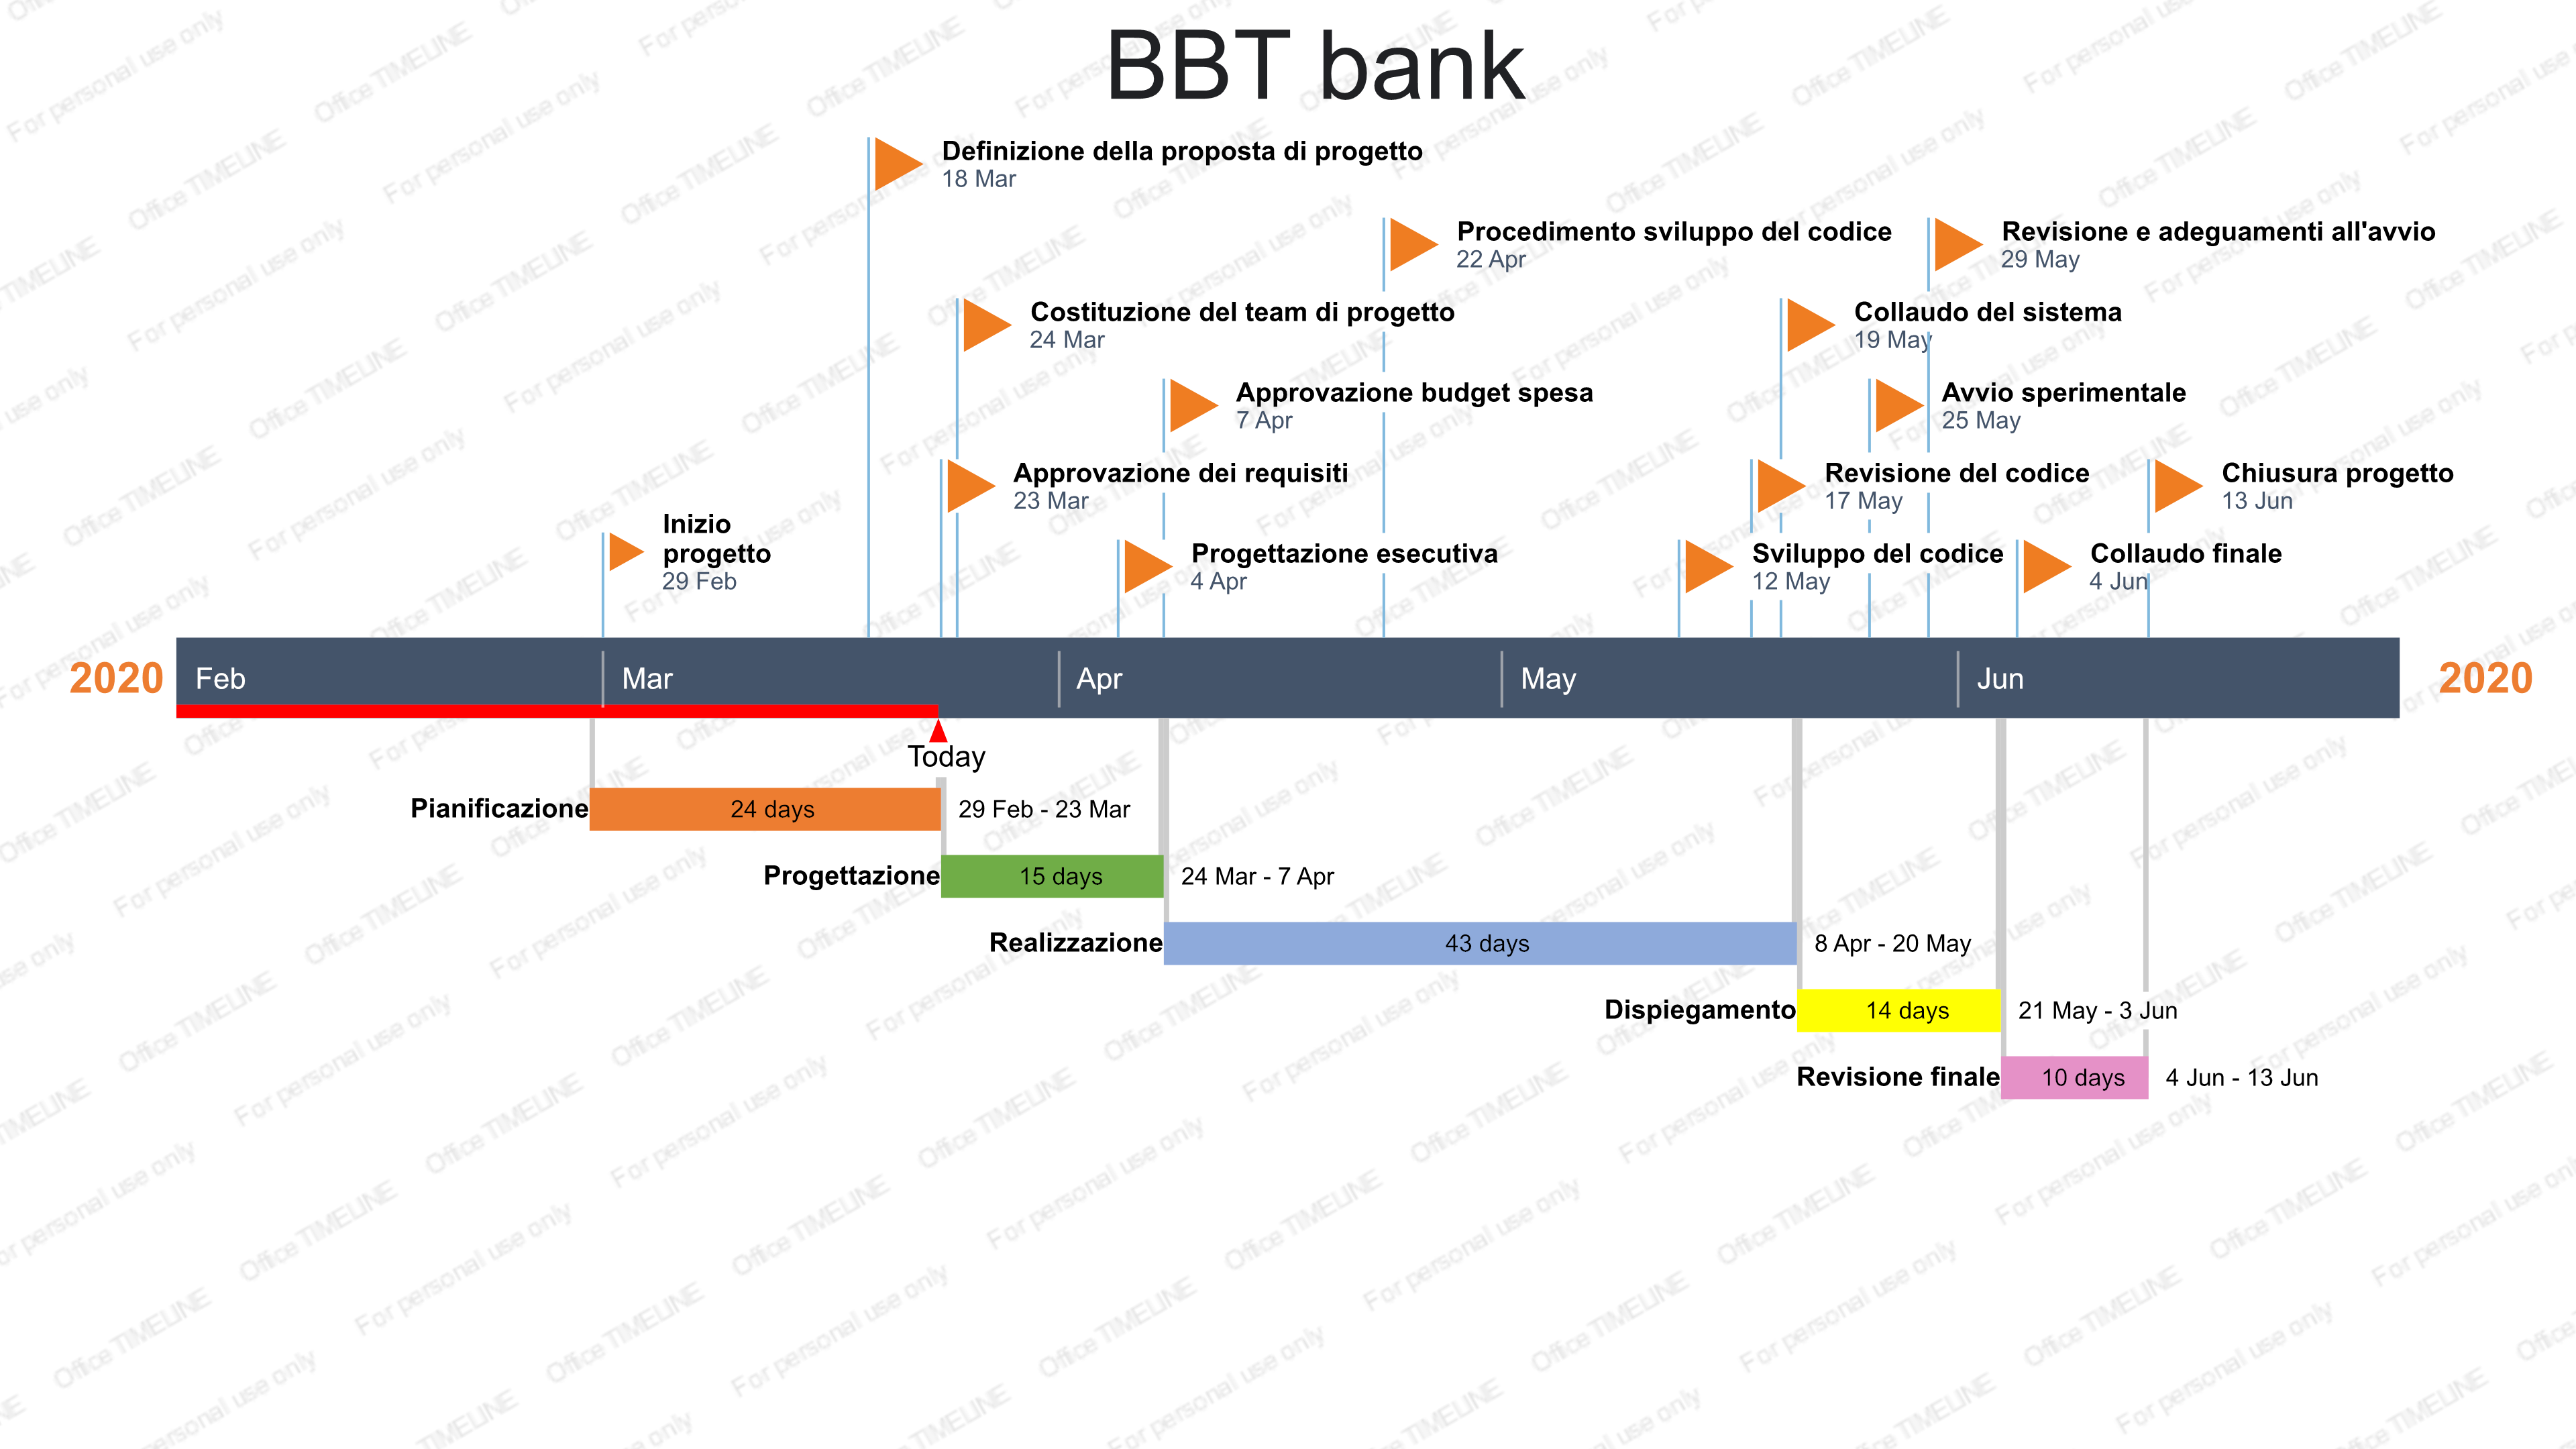 BBT bank
Definizione della proposta di progetto
18 Mar
Procedimento sviluppo del codice
22 Apr
Revisione e adeguamenti all'avvio
29 May
Costituzione del team di progetto
24 Mar
Collaudo del sistema
19 May
Approvazione budget spesa
7 Apr
Avvio sperimentale
25 May
Approvazione dei requisiti
23 Mar
Revisione del codice
17 May
Chiusura progetto
13 Jun
Inizio
progetto
29 Feb
Progettazione esecutiva
4 Apr
Sviluppo del codice
12 May
Collaudo finale
4 Jun
2020
Feb
Mar
Apr
May
Jun
2020
Today
Pianificazione
24 days
29 Feb - 23 Mar
Progettazione
15 days
24 Mar - 7 Apr
Realizzazione
43 days
8 Apr - 20 May
Dispiegamento
14 days
21 May - 3 Jun
Revisione finale
10 days
4 Jun - 13 Jun
Office TIMELINE
For personal use only